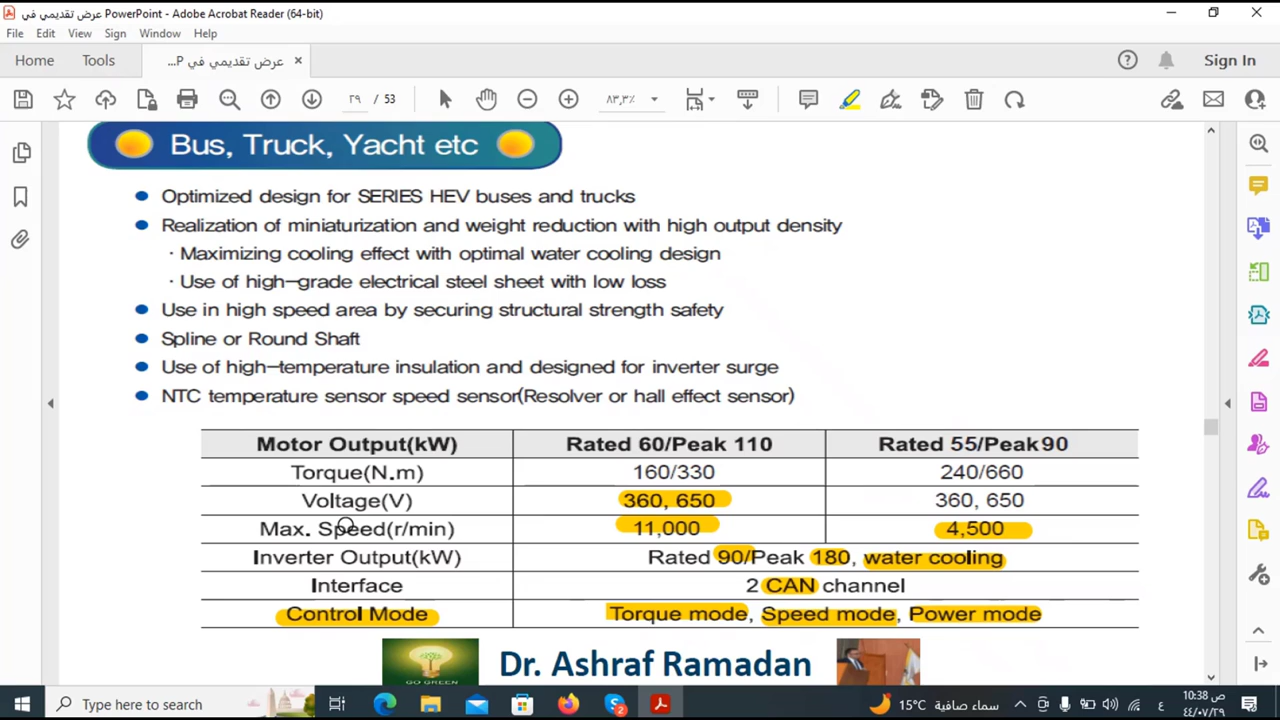 عرض تقديمي في PowerPoint - Adobe Acrobat Reader (64-bit)
File Edit View Sign Window Help
Home Tools عرض تقديمي في P... × Sign In
٢٩ / 53 ٨٣,٣٪
Bus, Truck, Yacht etc
● Optimized design for SERIES HEV buses and trucks
● Realization of miniaturization and weight reduction with high output density
· Maximizing cooling effect with optimal water cooling design
· Use of high-grade electrical steel sheet with low loss
● Use in high speed area by securing structural strength safety
● Spline or Round Shaft
● Use of high-temperature insulation and designed for inverter surge
● NTC temperature sensor speed sensor(Resolver or hall effect sensor)
Motor Output(kW) Rated 60/Peak 110 Rated 55/Peak90
Torque(N.m) 160/330 240/660
Voltage(V) 360, 650 360, 650
Max. Speed(r/min) 11,000 4,500
Inverter Output(kW) Rated 90/Peak 180, water cooling
Interface 2 CAN channel
Control Mode Torque mode, Speed mode, Power mode
GO GREEN
Dr. Ashraf Ramadan
Type here to search
2
15°C سماء صافية
ع
10:38 ص
٤٤/٠٧/٢٩